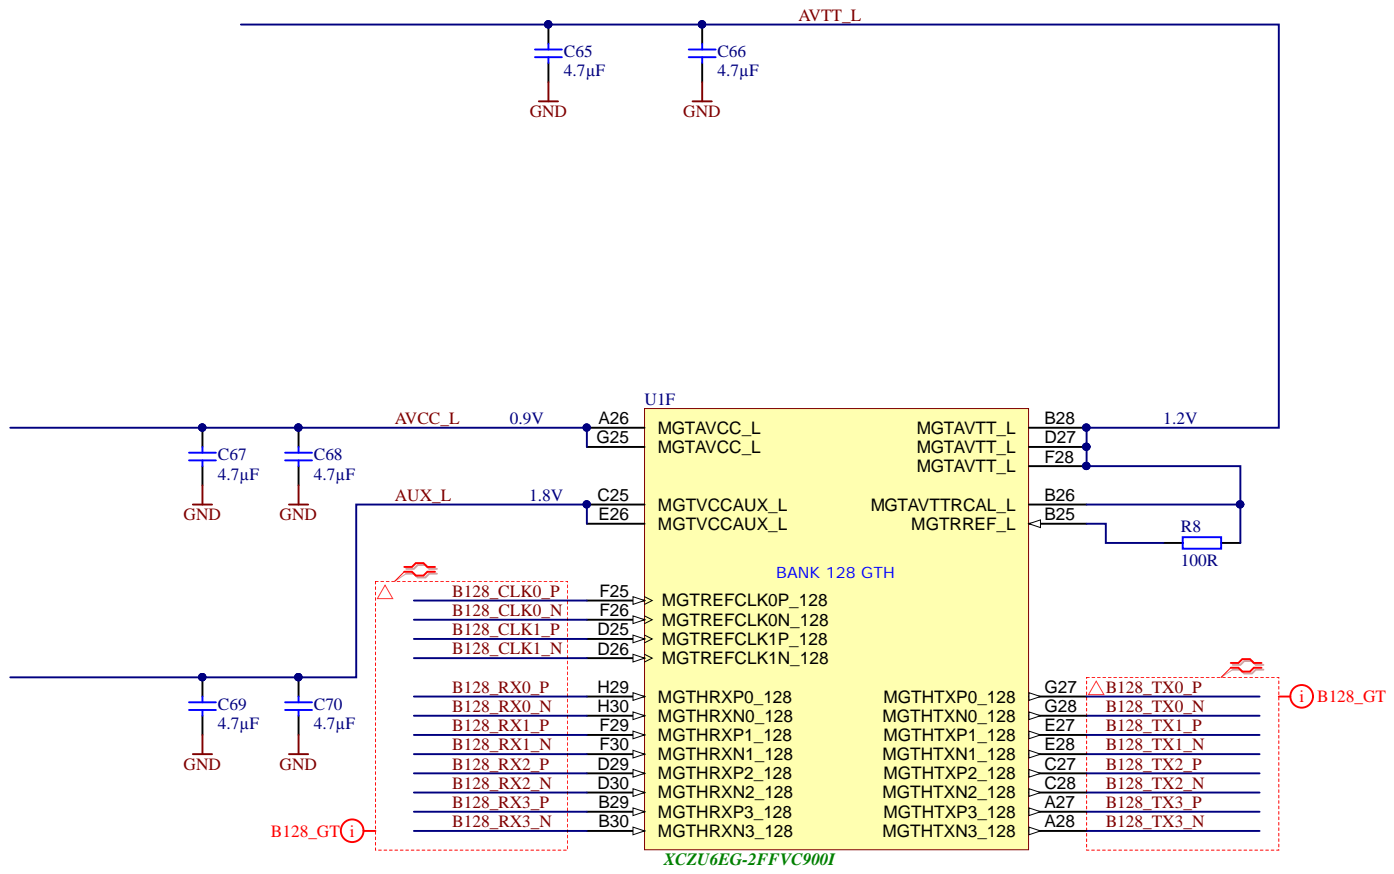 AVTT_L
C65
4.7µF
GND
C66
4.7µF
GND
U1F
AVCC_L 0.9V
C67
4.7µF
GND
C68
4.7µF
GND
AUX_L 1.8V
C69
4.7µF
GND
C70
4.7µF
GND
A26 MGTAVCC_L
G25 MGTAVCC_L
C25 MGTVCCAUX_L
E26 MGTVCCAUX_L
MGTAVTT_L B28 1.2V
MGTAVTT_L D27
MGTAVTT_L F28
MGTAVTTRCAL_L B26
MGTRREF_L B25
R8
100R
BANK 128 GTH
B128_CLK0_P F25 MGTREFCLK0P_128
B128_CLK0_N F26 MGTREFCLK0N_128
B128_CLK1_P D25 MGTREFCLK1P_128
B128_CLK1_N D26 MGTREFCLK1N_128
B128_RX0_P H29 MGTHRXP0_128
B128_RX0_N H30 MGTHRXN0_128
B128_RX1_P F29 MGTHRXP1_128
B128_RX1_N F30 MGTHRXN1_128
B128_RX2_P D29 MGTHRXP2_128
B128_RX2_N D30 MGTHRXN2_128
B128_RX3_P B29 MGTHRXP3_128
B128_RX3_N B30 MGTHRXN3_128
B128_GT i
MGTHTXP0_128 G27 B128_TX0_P
MGTHTXN0_128 G28 B128_TX0_N
MGTHTXP1_128 E27 B128_TX1_P
MGTHTXN1_128 E28 B128_TX1_N
MGTHTXP2_128 C27 B128_TX2_P
MGTHTXN2_128 C28 B128_TX2_N
MGTHTXP3_128 A27 B128_TX3_P
MGTHTXN3_128 A28 B128_TX3_N
i B128_GT
XCZU6EG-2FFVC900I